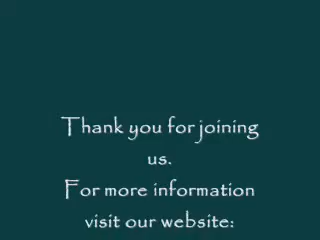 Thank you for joining
us.
For more information
visit our website: